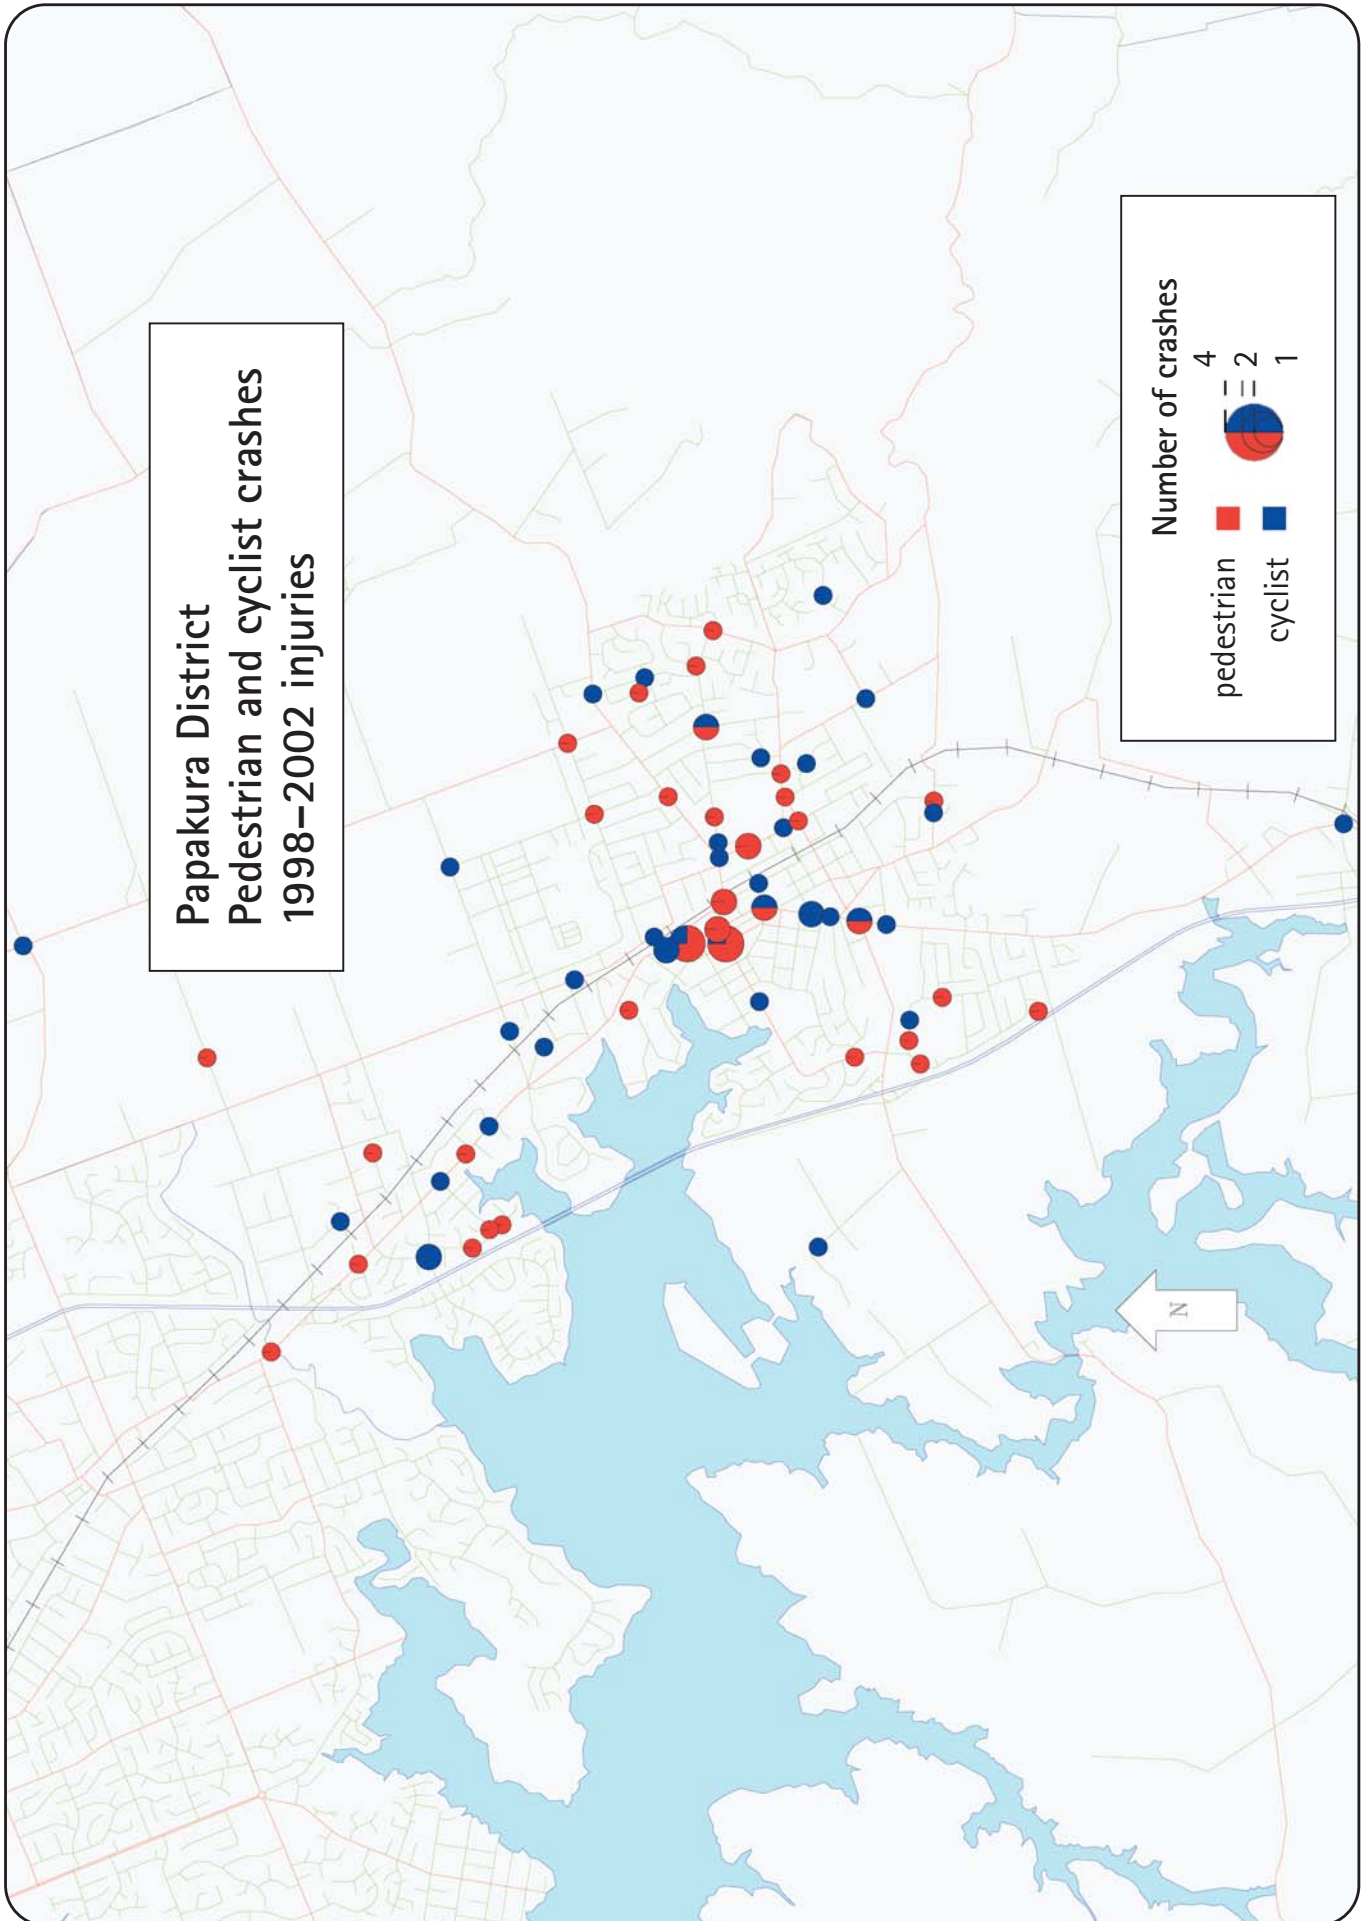 Papakura District
Pedestrian and cyclist crashes
1998–2002 injuries
Number of crashes
pedestrian
cyclist
4
2
1
N